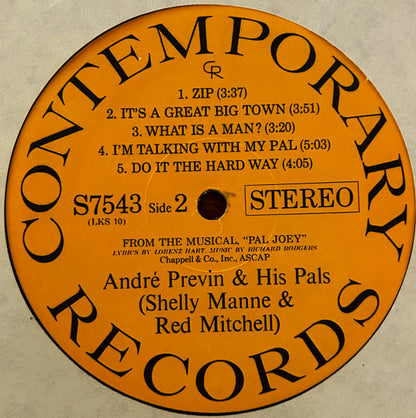 CONTEMPORARY
CR
1. ZIP (3:37)
2. IT'S A GREAT BIG TOWN (3:51)
3. WHAT IS A MAN? (3:20)
4. I'M TALKING WITH MY PAL (5:03)
5. DO IT THE HARD WAY (4:05)
S7543 Side 2 STEREO
(LKS 10)
FROM THE MUSICAL, "PAL JOEY"
LYRICS BY LORENZ HART. MUSIC BY RICHARD RODGERS
Chappell & Co., Inc., ASCAP
André Previn & His Pals
(Shelly Manne &
Red Mitchell)
RECORDS